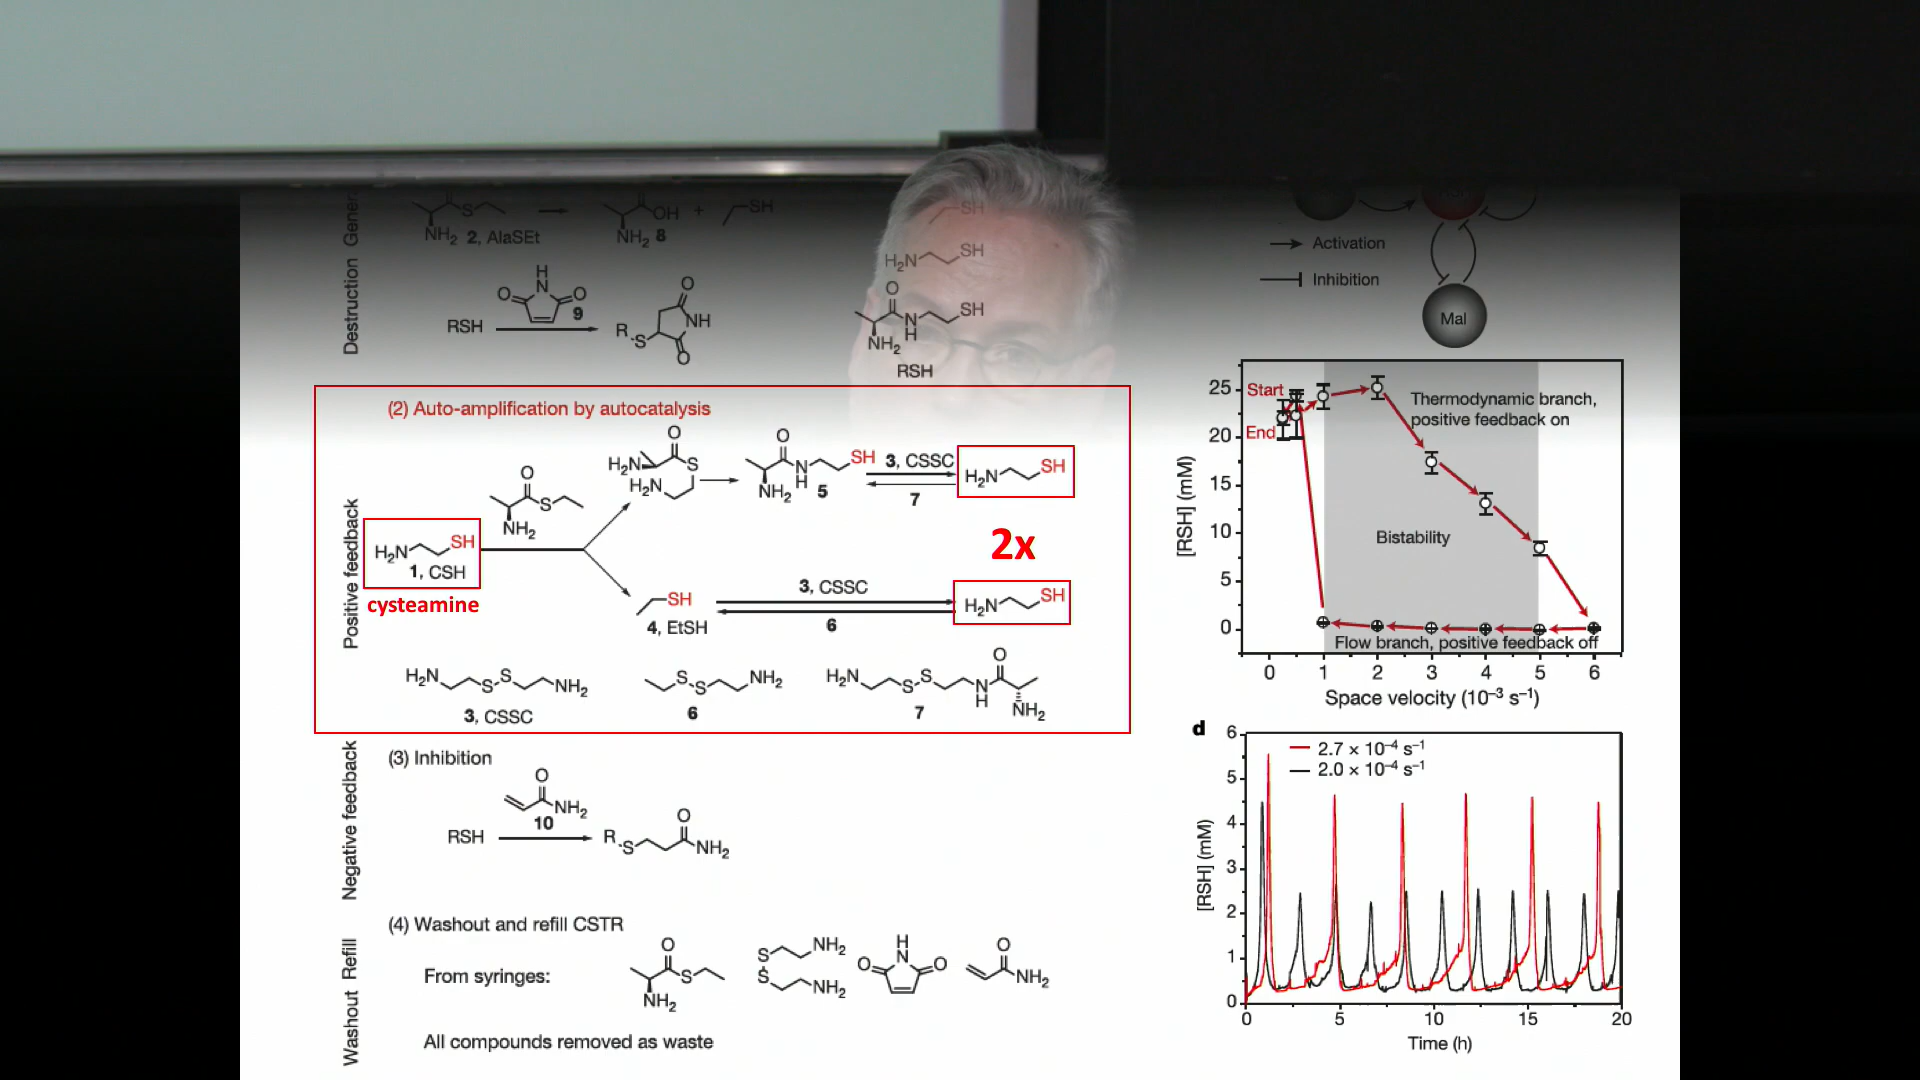 Destruction
SH
NH2 2, AlaSEt
OH + SH
NH2 8
H2N SH
Activation
Inhibition
Mal
H
N
O O
9
RSH
O
R S NH
O
O
N
H SH
NH2
RSH
(2) Auto-amplification by autocatalysis
Positive feedback
H2N SH
1, CSH
cysteamine
O
S
NH2
O
H2N S
H2N
O
N
H SH
NH2 5
3, CSSC
7
H2N SH
2x
SH
4, EtSH
3, CSSC
6
H2N SH
H2N S S NH2
3, CSSC
S S NH2
6
H2N S S N
H
O
NH2
7
Negative feedback
(3) Inhibition
O
NH2
10
RSH
R S O
NH2
Washout Refill
(4) Washout and refill CSTR
From syringes:
O
S
NH2
S NH2
S NH2
H
N
O O
O
NH2
All compounds removed as waste
[RSH] (mM)
25
20
15
10
5
0
Start
End
Thermodynamic branch,
positive feedback on
Bistability
Flow branch, positive feedback off
0 1 2 3 4 5 6
Space velocity (10–3 s–1)
d
[RSH] (mM)
6
5
4
3
2
1
0
2.7 × 10–4 s–1
2.0 × 10–4 s–1
0 5 10 15 20
Time (h)